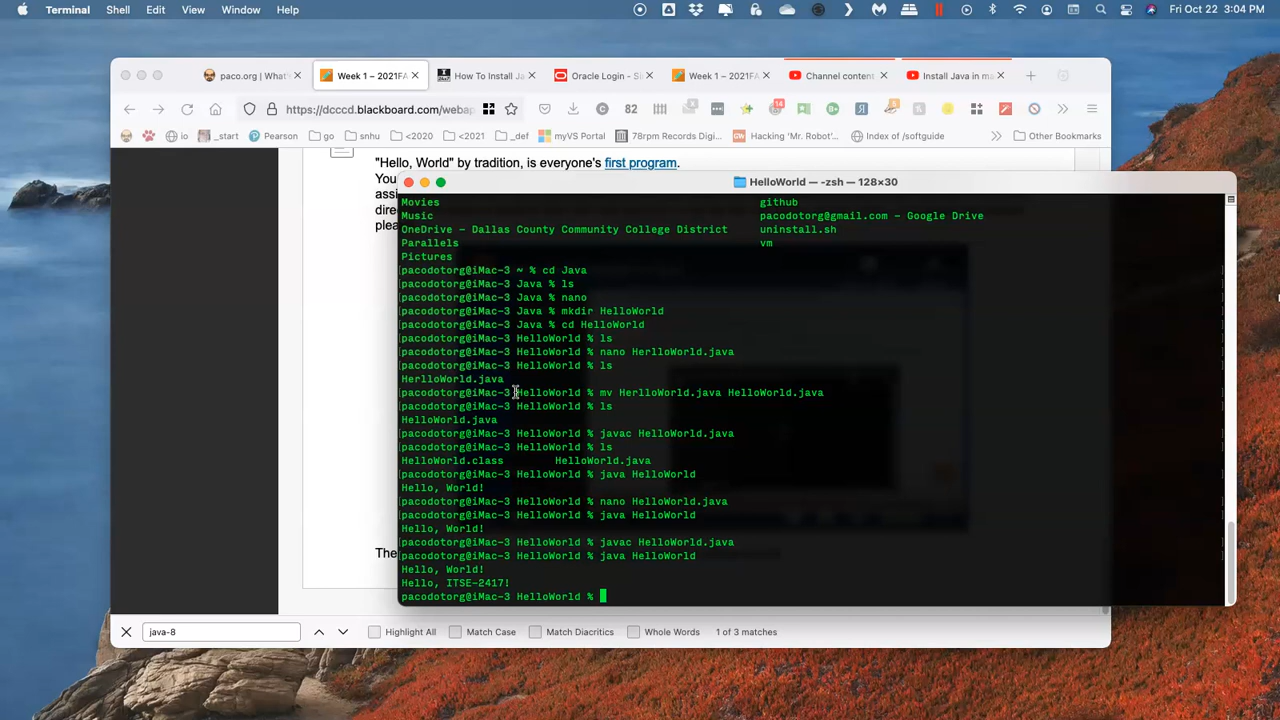 Terminal Shell Edit View Window Help Fri Oct 22 3:04 PM
paco.org | What' Week 1 – 2021FA How To Install Ja Oracle Login - Si Week 1 – 2021FA Channel content Install Java in ma
https://dcccd.blackboard.com/webap 82 14
io _start Pearson go snhu <2020 <2021 _def myVS Portal 78rpm Records Digi... Hacking 'Mr. Robot'... Index of /softguide Other Bookmarks
"Hello, World" by tradition, is everyone's first program.
You
assi
dire
plea
The
HelloWorld — -zsh — 128×30
Movies github
Music pacodotorg@gmail.com - Google Drive
OneDrive - Dallas County Community College District uninstall.sh
Parallels vm
Pictures
pacodotorg@iMac-3 ~ % cd Java
pacodotorg@iMac-3 Java % ls
pacodotorg@iMac-3 Java % nano
pacodotorg@iMac-3 Java % mkdir HelloWorld
pacodotorg@iMac-3 Java % cd HelloWorld
pacodotorg@iMac-3 HelloWorld % ls
pacodotorg@iMac-3 HelloWorld % nano HerlloWorld.java
pacodotorg@iMac-3 HelloWorld % ls
HerlloWorld.java
pacodotorg@iMac-3 HelloWorld % mv HerlloWorld.java HelloWorld.java
pacodotorg@iMac-3 HelloWorld % ls
HelloWorld.java
pacodotorg@iMac-3 HelloWorld % javac HelloWorld.java
pacodotorg@iMac-3 HelloWorld % ls
HelloWorld.class HelloWorld.java
pacodotorg@iMac-3 HelloWorld % java HelloWorld
Hello, World!
pacodotorg@iMac-3 HelloWorld % nano HelloWorld.java
pacodotorg@iMac-3 HelloWorld % java HelloWorld
Hello, World!
pacodotorg@iMac-3 HelloWorld % javac HelloWorld.java
pacodotorg@iMac-3 HelloWorld % java HelloWorld
Hello, World!
Hello, ITSE-2417!
pacodotorg@iMac-3 HelloWorld %
java-8 Highlight All Match Case Match Diacritics Whole Words 1 of 3 matches